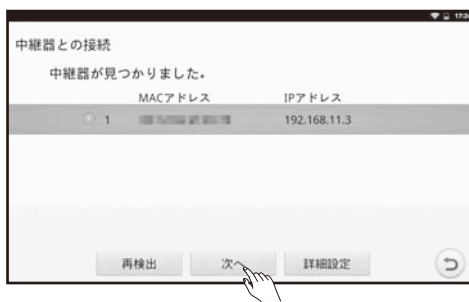 中継器との接続
中継器が見つかりました。
MACアドレス IPアドレス
1 192.168.11.3
再検出 次へ 詳細設定